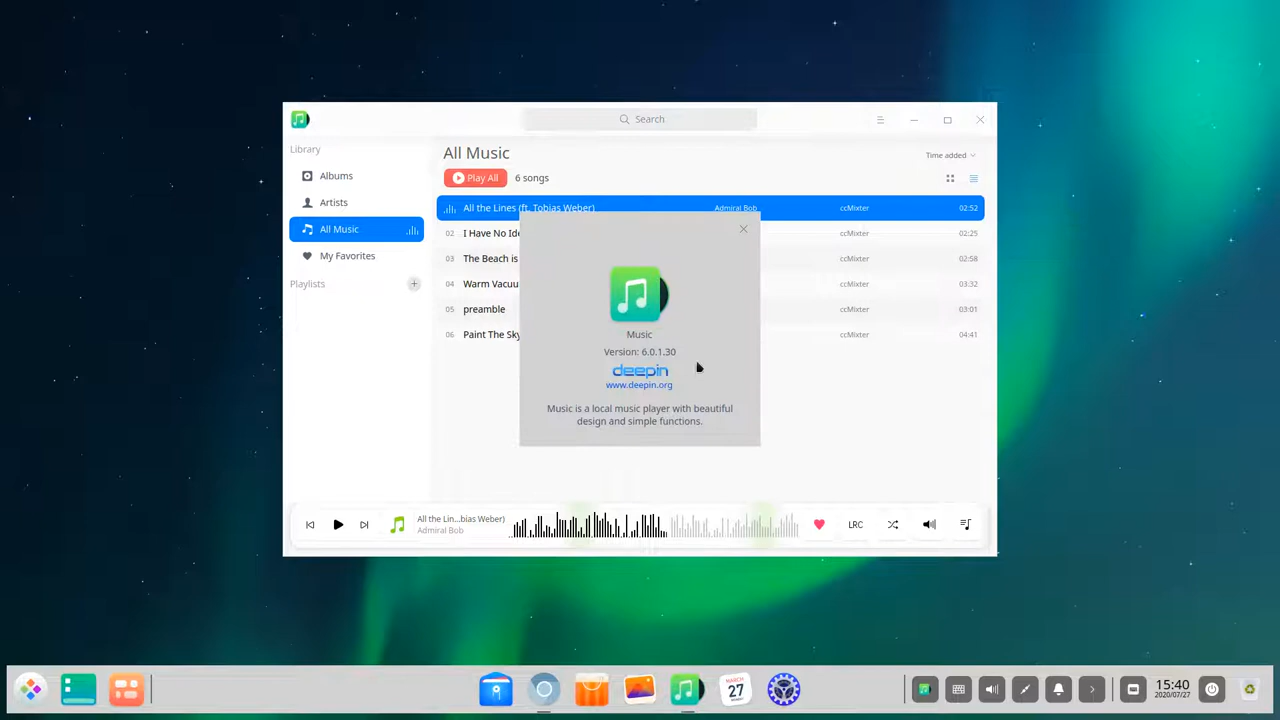 Search
Library
Albums
Artists
All Music
My Favorites
Playlists
All Music
Time added
Play All
6 songs
All the Lines (ft. Tobias Weber) Admiral Bob ccMixter 02:52
02 I Have No Ide ccMixter 02:25
03 The Beach is ccMixter 02:58
04 Warm Vacuu ccMixter 03:32
05 preamble ccMixter 03:01
06 Paint The Sky ccMixter 04:41
Music
Version: 6.0.1.30
deepin
www.deepin.org
Music is a local music player with beautiful
design and simple functions.
All the Lin...bias Weber)
Admiral Bob
LRC
MARCH
27
15:40
2020/07/27